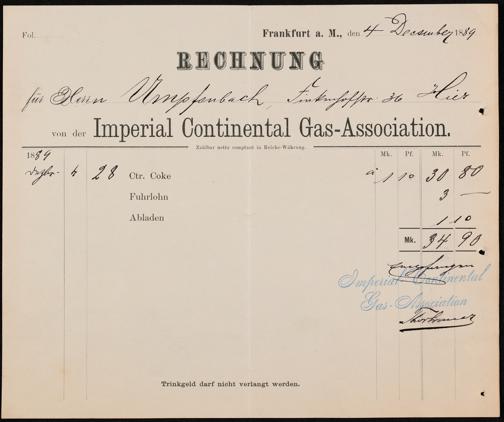 Fol.
Frankfurt a. M., den 4 December 1889
RECHNUNG
für Herrn Umpfenbach, Hier
von der Imperial Continental Gas-Association.
Zahlbar netto comptant in Reichs-Währung.
Mk. Pf. Mk. Pf.
1889
Dezbr. 4 28 Ctr. Coke à 1 10 30 80
Fuhrlohn 3 —
Abladen 1 10
Mk. 34 90
Empfangen
Imperial Continental
Gas-Association
Trinkgeld darf nicht verlangt werden.